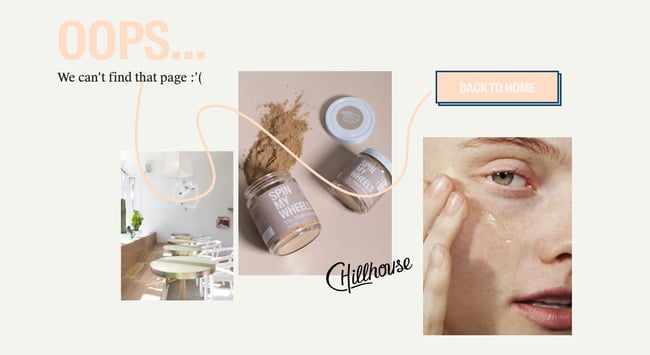 OOPS...
We can't find that page :'(
BACK TO HOME
SPIN
MY
WHEELS
SPIN
MY
WHEELS
Chillhouse